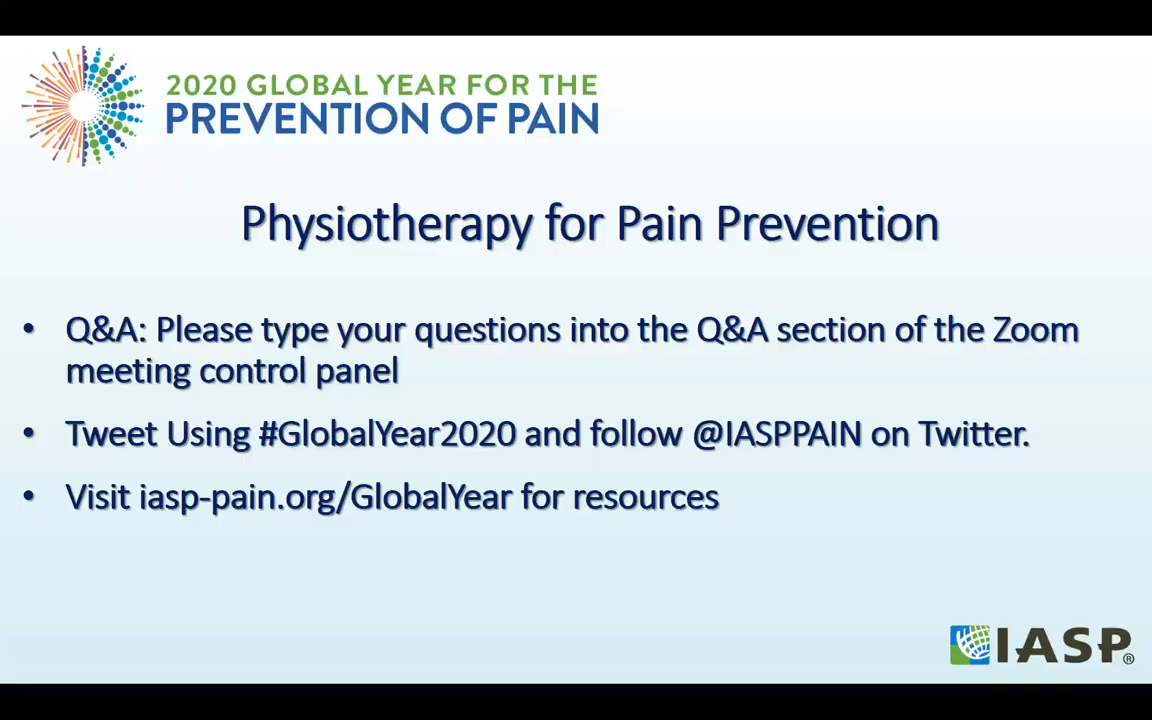 2020 GLOBAL YEAR FOR THE
PREVENTION OF PAIN
Physiotherapy for Pain Prevention
• Q&A: Please type your questions into the Q&A section of the Zoom
meeting control panel
• Tweet Using #GlobalYear2020 and follow @IASPPAIN on Twitter.
• Visit iasp-pain.org/GlobalYear for resources
IASP®